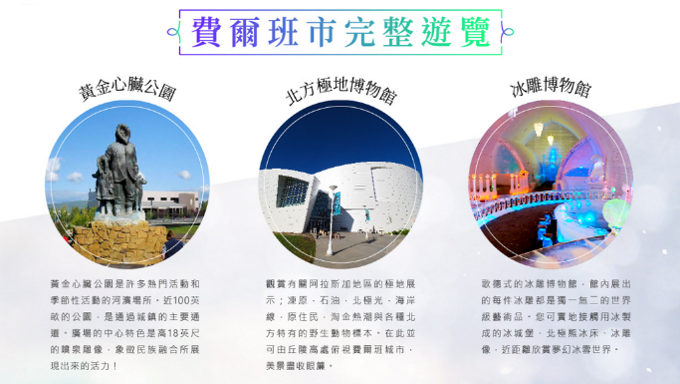 費爾班市完整遊覽
黃金心臟公園
北方極地博物館
冰雕博物館
黃金心臟公園是許多熱門活動和
季節性活動的河濱場所。近100英
畝的公園，是通過城鎮的主要通
道。廣場的中心特色是高18英尺
的噴泉雕像，象徵民族融合所展
現出來的活力！
觀賞有關阿拉斯加地區的極地展
示；凍原、石油、北極光、海岸
線、原住民、淘金熱潮與各種北
方特有的野生動物標本。在此並
可由丘陵高處俯視費爾班城市，
美景盡收眼簾。
歌德式的冰雕博物館，館內展出
的每件冰雕都是獨一無二的世界
級藝術品。您可實地接觸用冰製
成的冰城堡、北極熊冰床、冰雕
像，近距離欣賞夢幻冰雪世界。